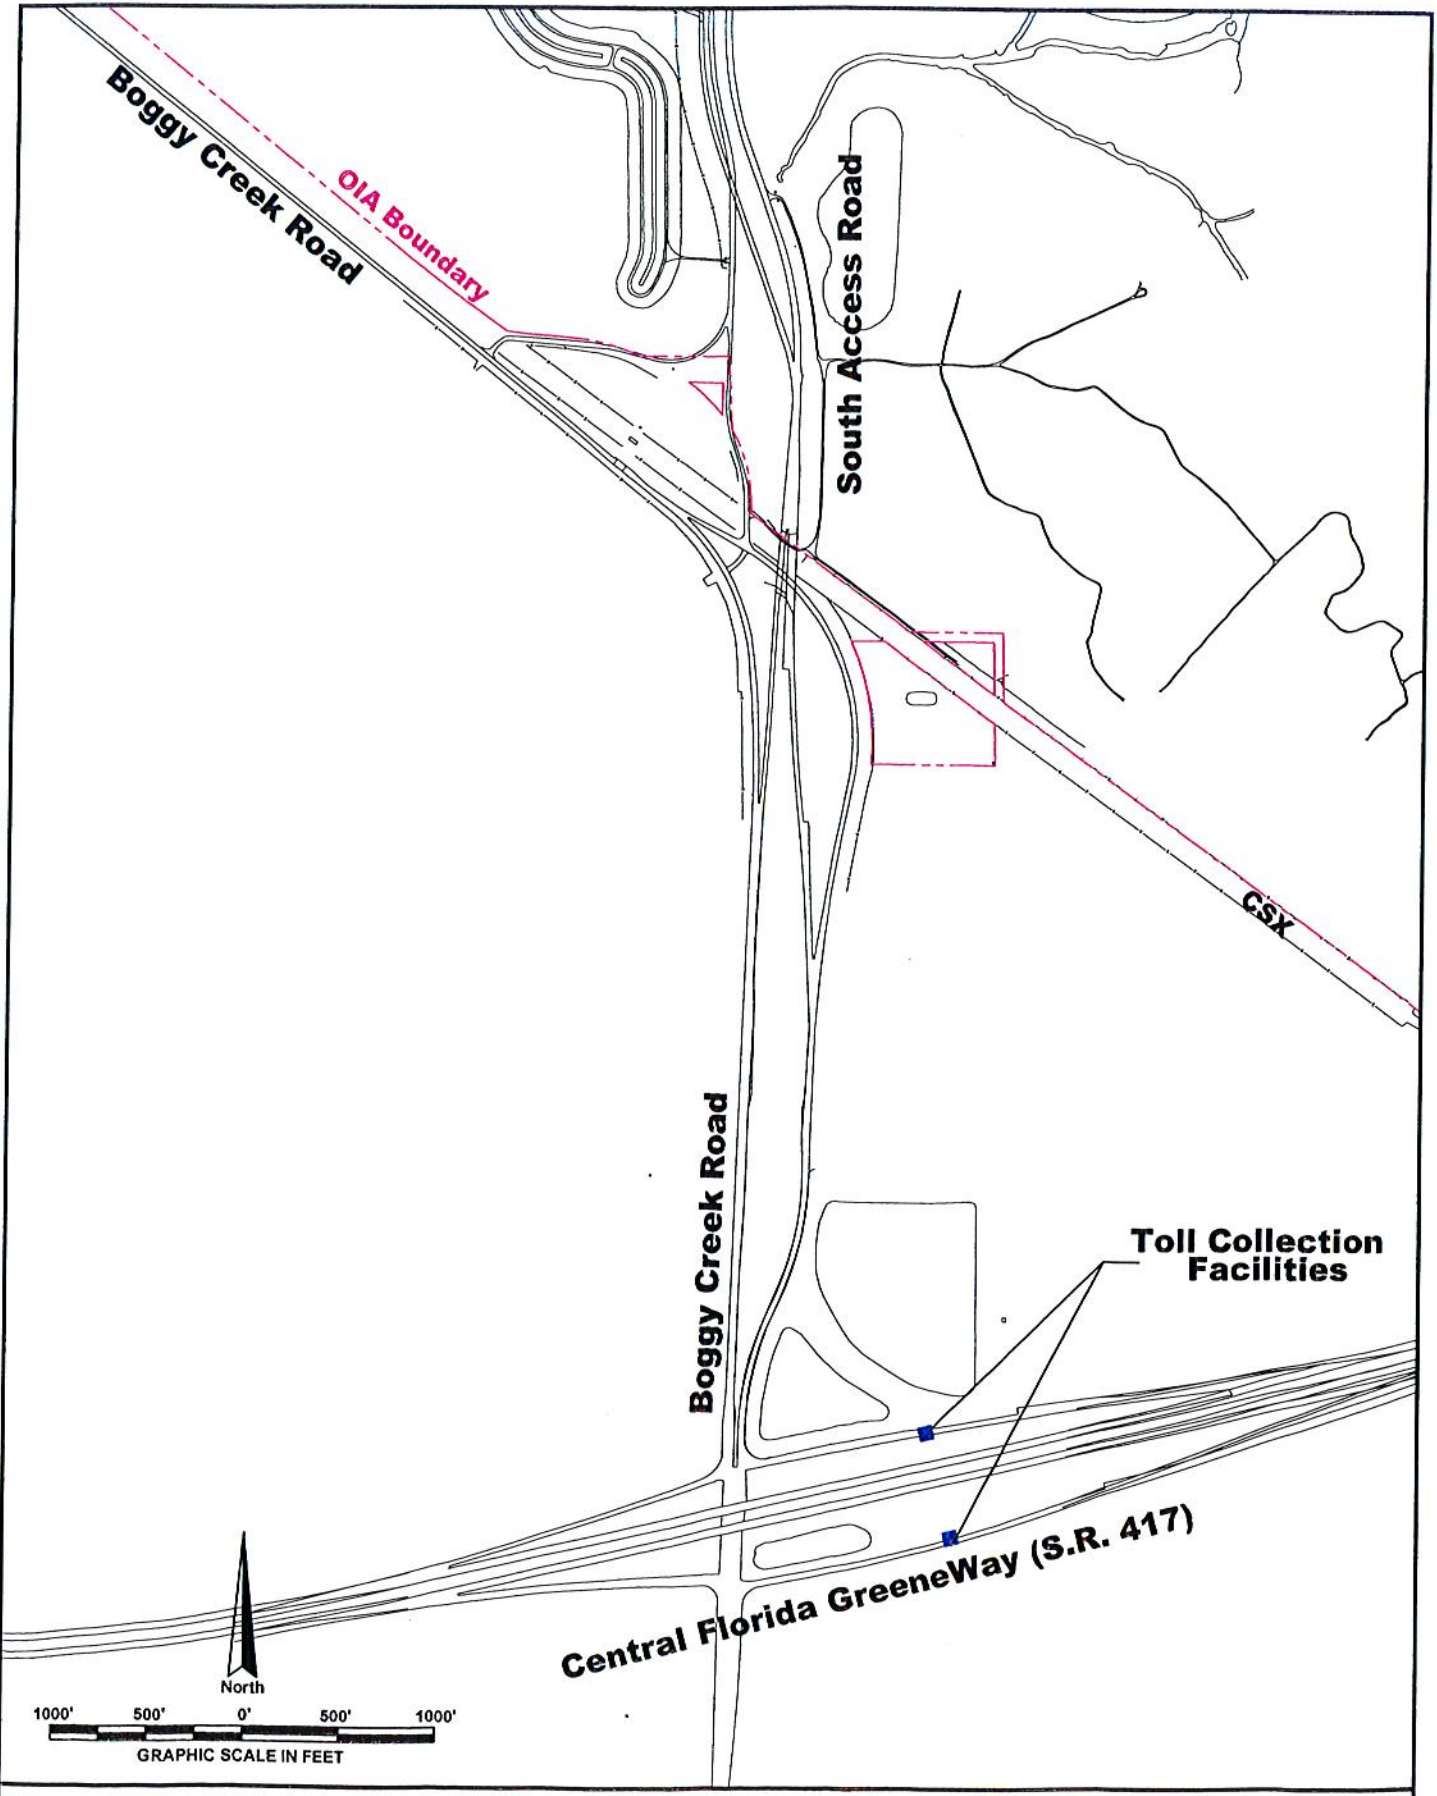 Boggy Creek Road
OIA Boundary
South Access Road
CSX
Boggy Creek Road
Toll Collection
Facilities
Central Florida GreeneWay (S.R. 417)
North
1000' 500' 0' 500' 1000'
GRAPHIC SCALE IN FEET